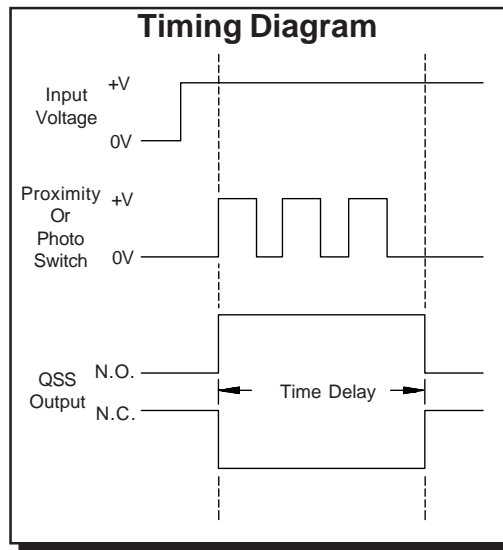 Timing Diagram
+V
Input
Voltage
0V
Proximity
Or
Photo
Switch
+V
0V
N.O.
QSS
Output
N.C.
Time Delay